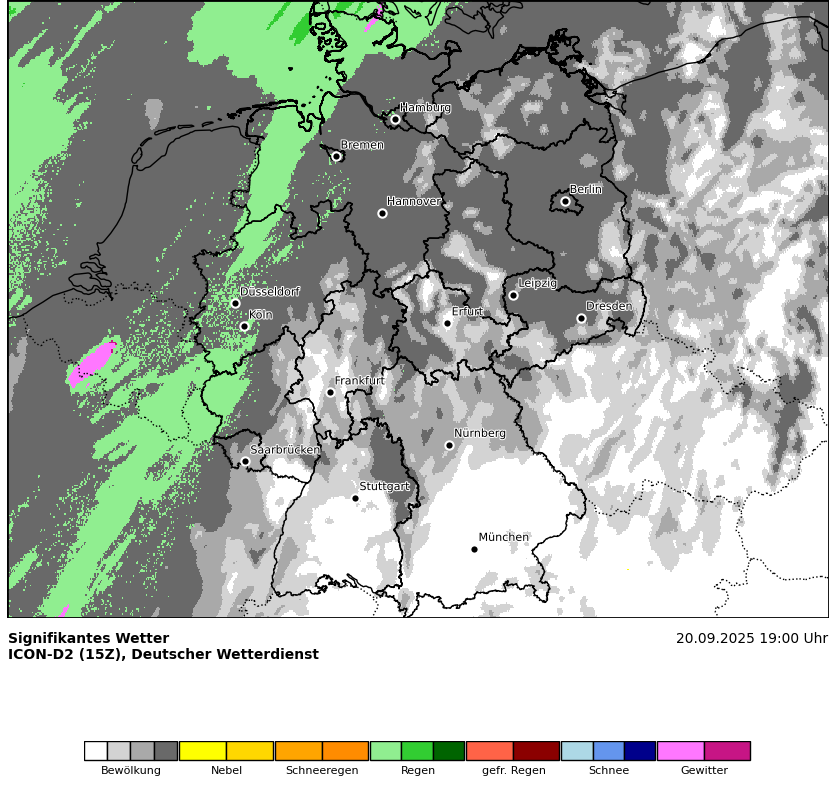 Hamburg
Bremen
Berlin
Hannover
Leipzig
Düsseldorf
Dresden
Köln
Erfurt
Frankfurt
Nürnberg
Saarbrücken
Stuttgart
München
Signifikantes Wetter 20.09.2025 19:00 Uhr
ICON-D2 (15Z), Deutscher Wetterdienst
Bewölkung Nebel Schneeregen Regen gefr. Regen Schnee Gewitter